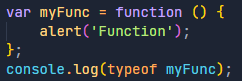 var myFunc = function () {
    alert('Function');
};
console.log(typeof myFunc);